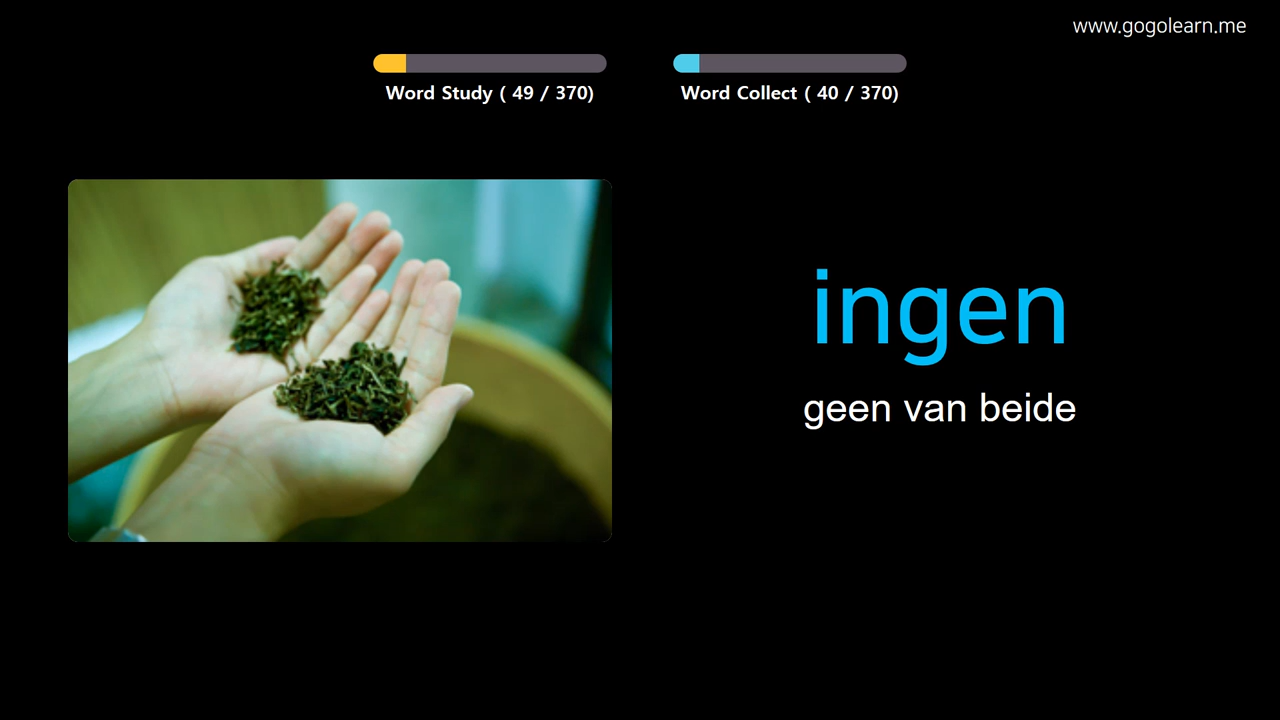 www.gogolearn.me
Word Study ( 49 / 370)
Word Collect ( 40 / 370)
ingen
geen van beide